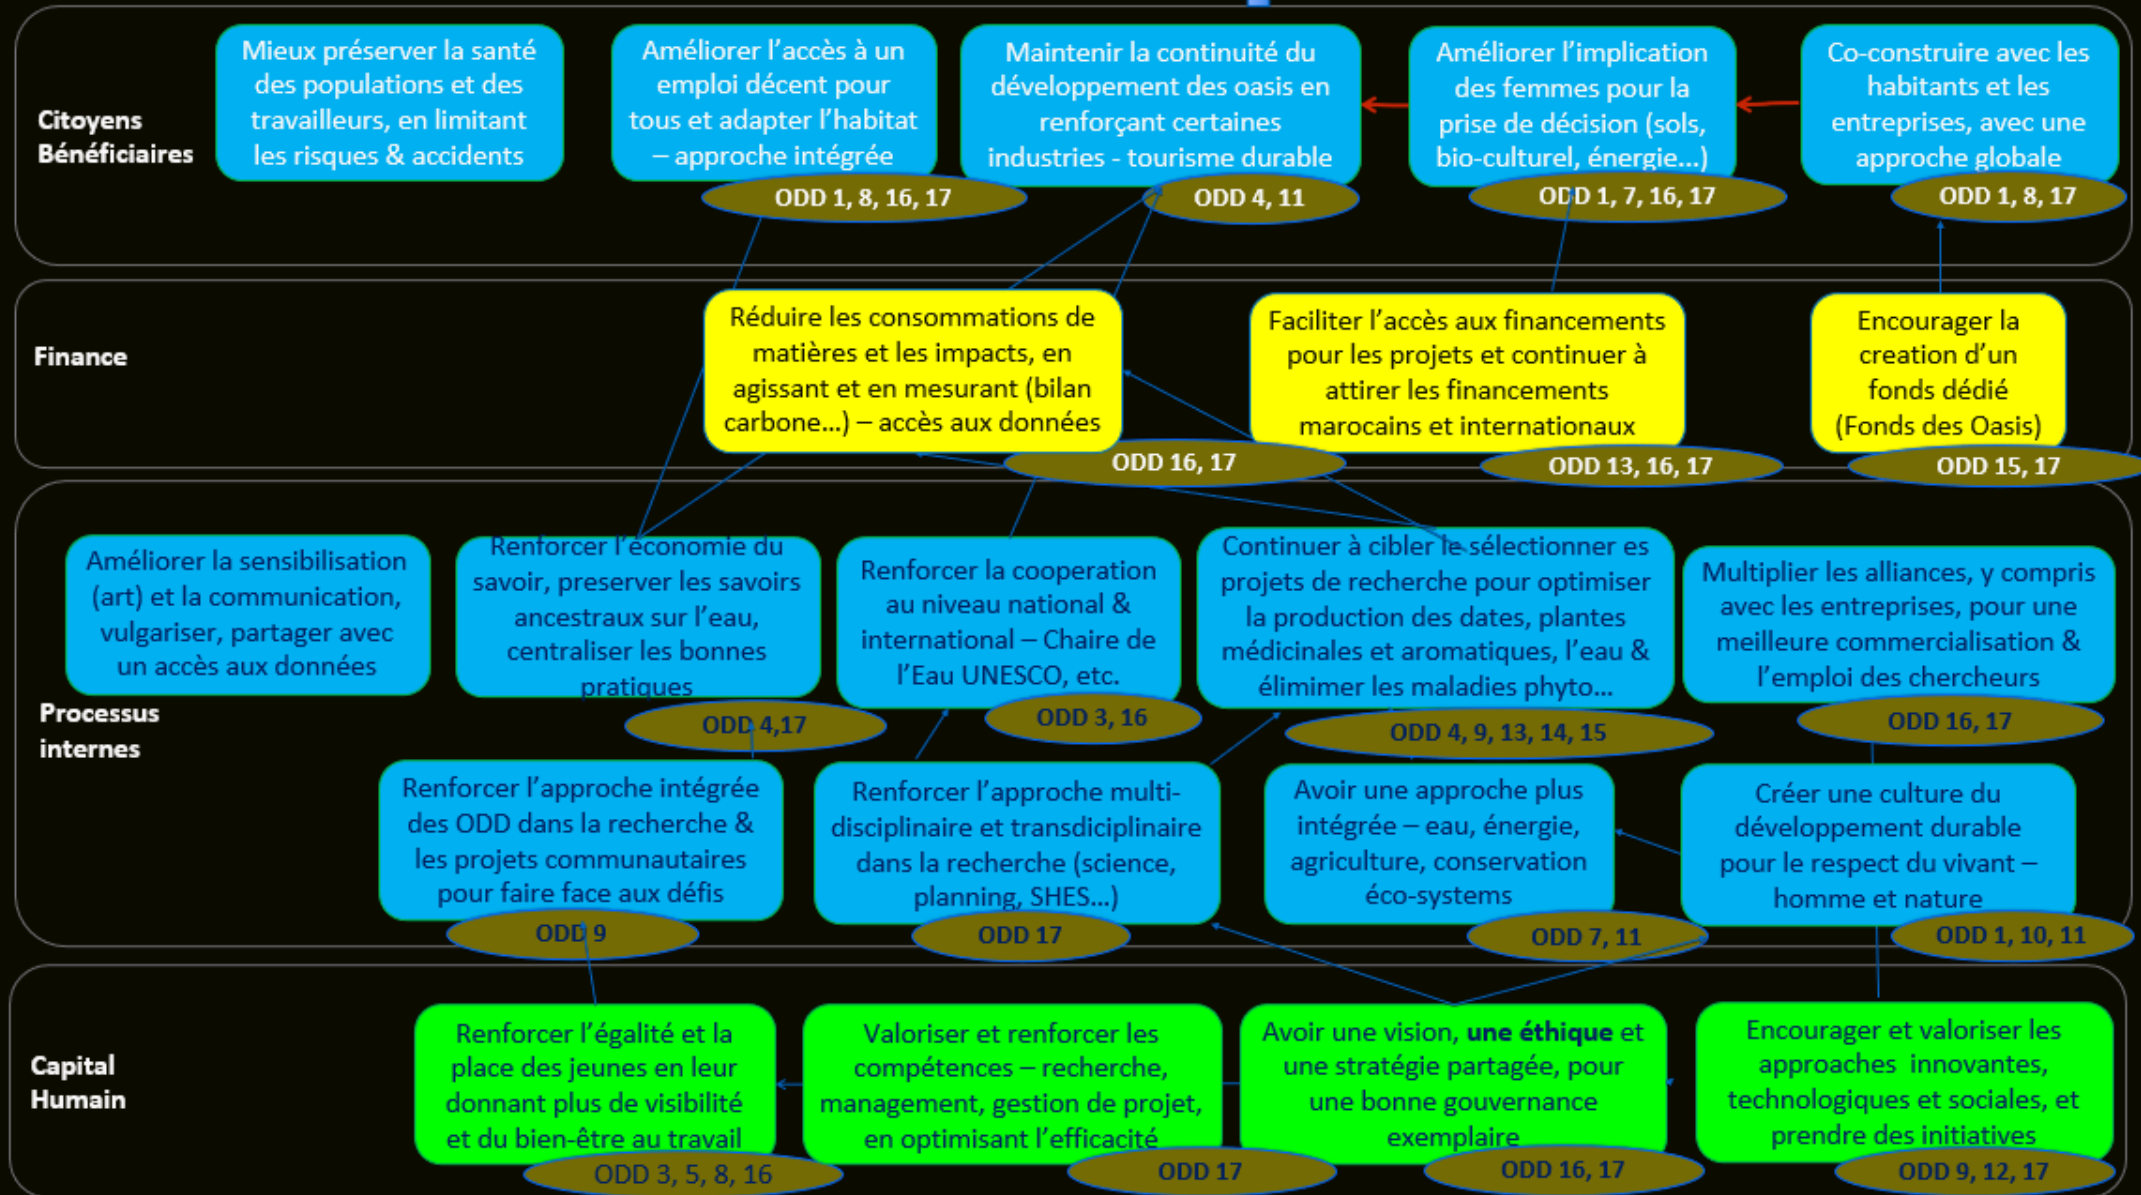 Citoyens
Bénéficiaires
Mieux préserver la santé
des populations et des
travailleurs, en limitant
les risques & accidents
Améliorer l'accès à un
emploi décent pour
tous et adapter l'habitat
– approche intégrée
ODD 1, 8, 16, 17
Maintenir la continuité du
développement des oasis en
renforçant certaines
industries - tourisme durable
ODD 4, 11
Améliorer l'implication
des femmes pour la
prise de décision (sols,
bio-culturel, énergie...)
ODD 1, 7, 16, 17
Co-construire avec les
habitants et les
entreprises, avec une
approche globale
ODD 1, 8, 17
Finance
Réduire les consommations de
matières et les impacts, en
agissant et en mesurant (bilan
carbone...) – accès aux données
ODD 16, 17
Faciliter l'accès aux financements
pour les projets et continuer à
attirer les financements
marocains et internationaux
ODD 13, 16, 17
Encourager la
creation d'un
fonds dédié
(Fonds des Oasis)
ODD 15, 17
Processus
internes
Améliorer la sensibilisation
(art) et la communication,
vulgariser, partager avec
un accès aux données
Renforcer l'économie du
savoir, preserver les savoirs
ancestraux sur l'eau,
centraliser les bonnes
pratiques
ODD 4,17
Renforcer la cooperation
au niveau national &
international – Chaire de
l'Eau UNESCO, etc.
ODD 3, 16
Continuer à cibler le sélectionner es
projets de recherche pour optimiser
la production des dates, plantes
médicinales et aromatiques, l'eau &
élimimer les maladies phyto...
ODD 4, 9, 13, 14, 15
Multiplier les alliances, y compris
avec les entreprises, pour une
meilleure commercialisation &
l'emploi des chercheurs
ODD 16, 17
Renforcer l'approche intégrée
des ODD dans la recherche &
les projets communautaires
pour faire face aux défis
ODD 9
Renforcer l'approche multi-
disciplinaire et transdiciplinaire
dans la recherche (science,
planning, SHES...)
ODD 17
Avoir une approche plus
intégrée – eau, énergie,
agriculture, conservation
éco-systems
ODD 7, 11
Créer une culture du
développement durable
pour le respect du vivant –
homme et nature
ODD 1, 10, 11
Capital
Humain
Renforcer l'égalité et la
place des jeunes en leur
donnant plus de visibilité
et du bien-être au travail
ODD 3, 5, 8, 16
Valoriser et renforcer les
compétences – recherche,
management, gestion de projet,
en optimisant l'efficacité
ODD 17
Avoir une vision, une éthique et
une stratégie partagée, pour
une bonne gouvernance
exemplaire
ODD 16, 17
Encourager et valoriser les
approaches innovantes,
technologiques et sociales, et
prendre des initiatives
ODD 9, 12, 17